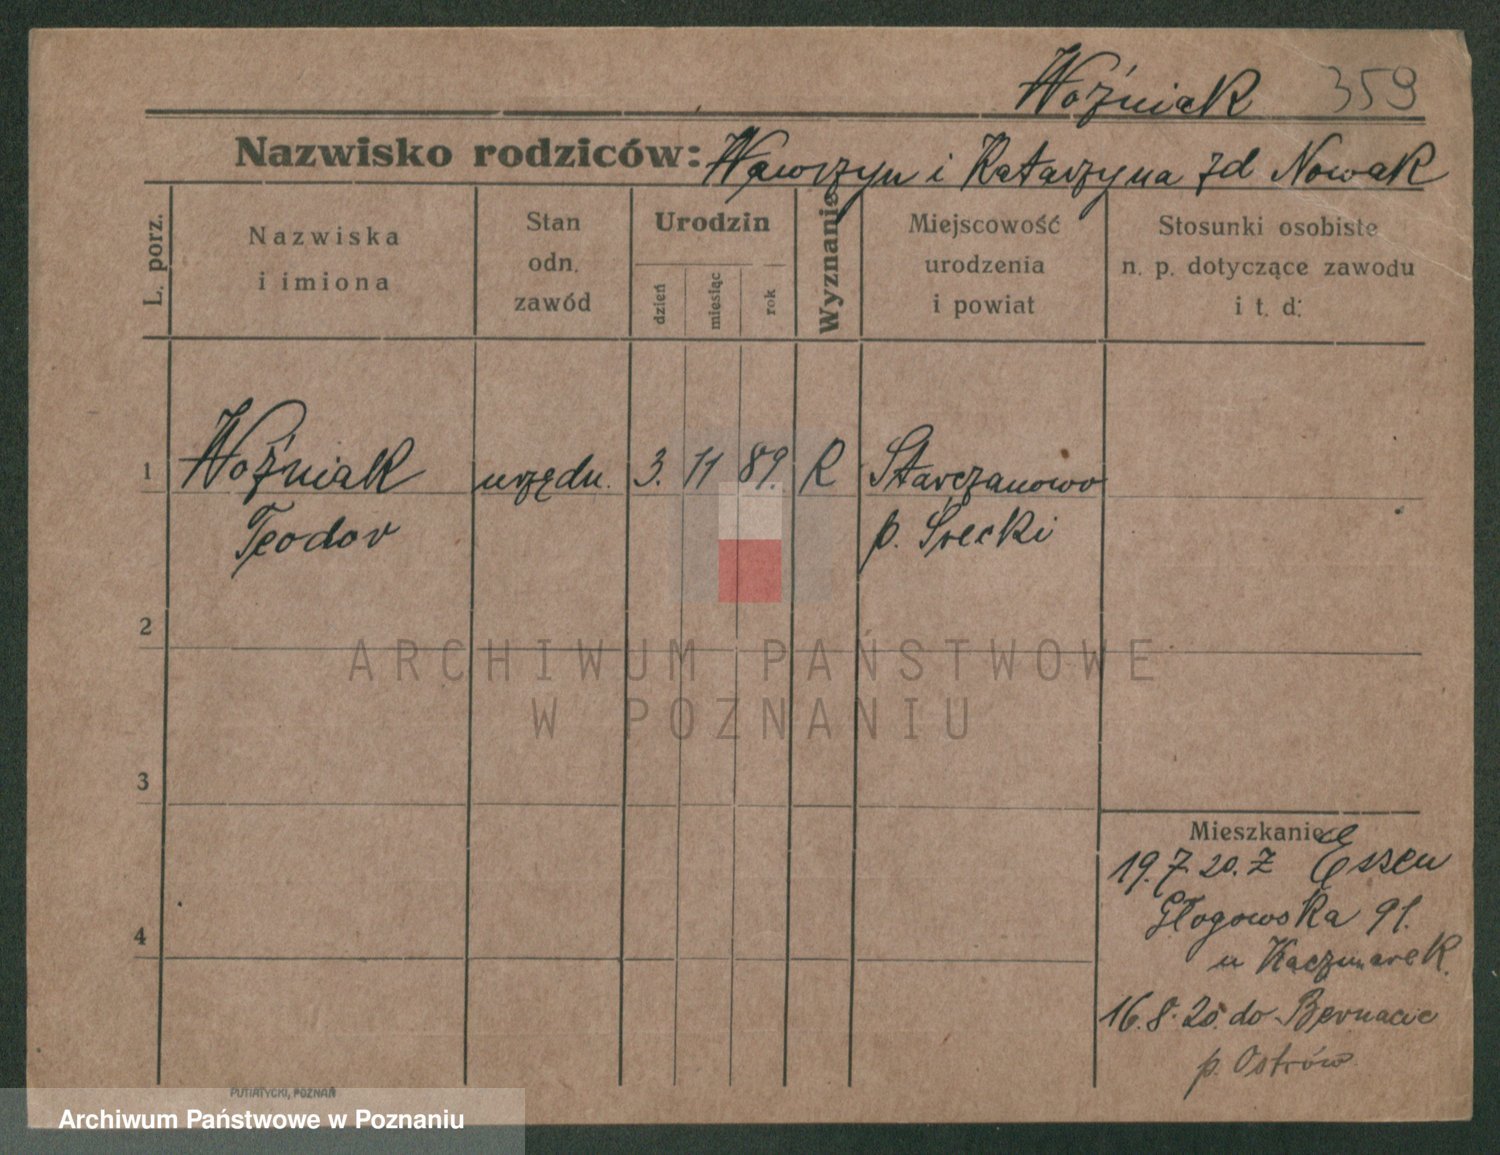 Woźniak 359
Nazwisko rodziców: Wawrzyn i Katarzyna zd Nowak
L. porz.
Nazwiska
i imiona
Stan
odn.
zawód
Urodzin
dzień
miesiąc
rok
Wyznanie
Miejscowość
urodzenia
i powiat
Stosunki osobiste
n. p. dotyczące zawodu
i t. d:
1 Woźniak urzędn. 3. 11 89. R Starczanowo
Teodor p. Śrecki
2
3
4
Mieszkanie
19.7.20. Z Essen
Głogowska 91.
u Kaczmarek.
16.8.20. do Bernacic
p. Ostrów
PUTIATYCKI, POZNAŃ
ARCHIWUM PAŃSTWOWE
W POZNANIU
Archiwum Państwowe w Poznaniu